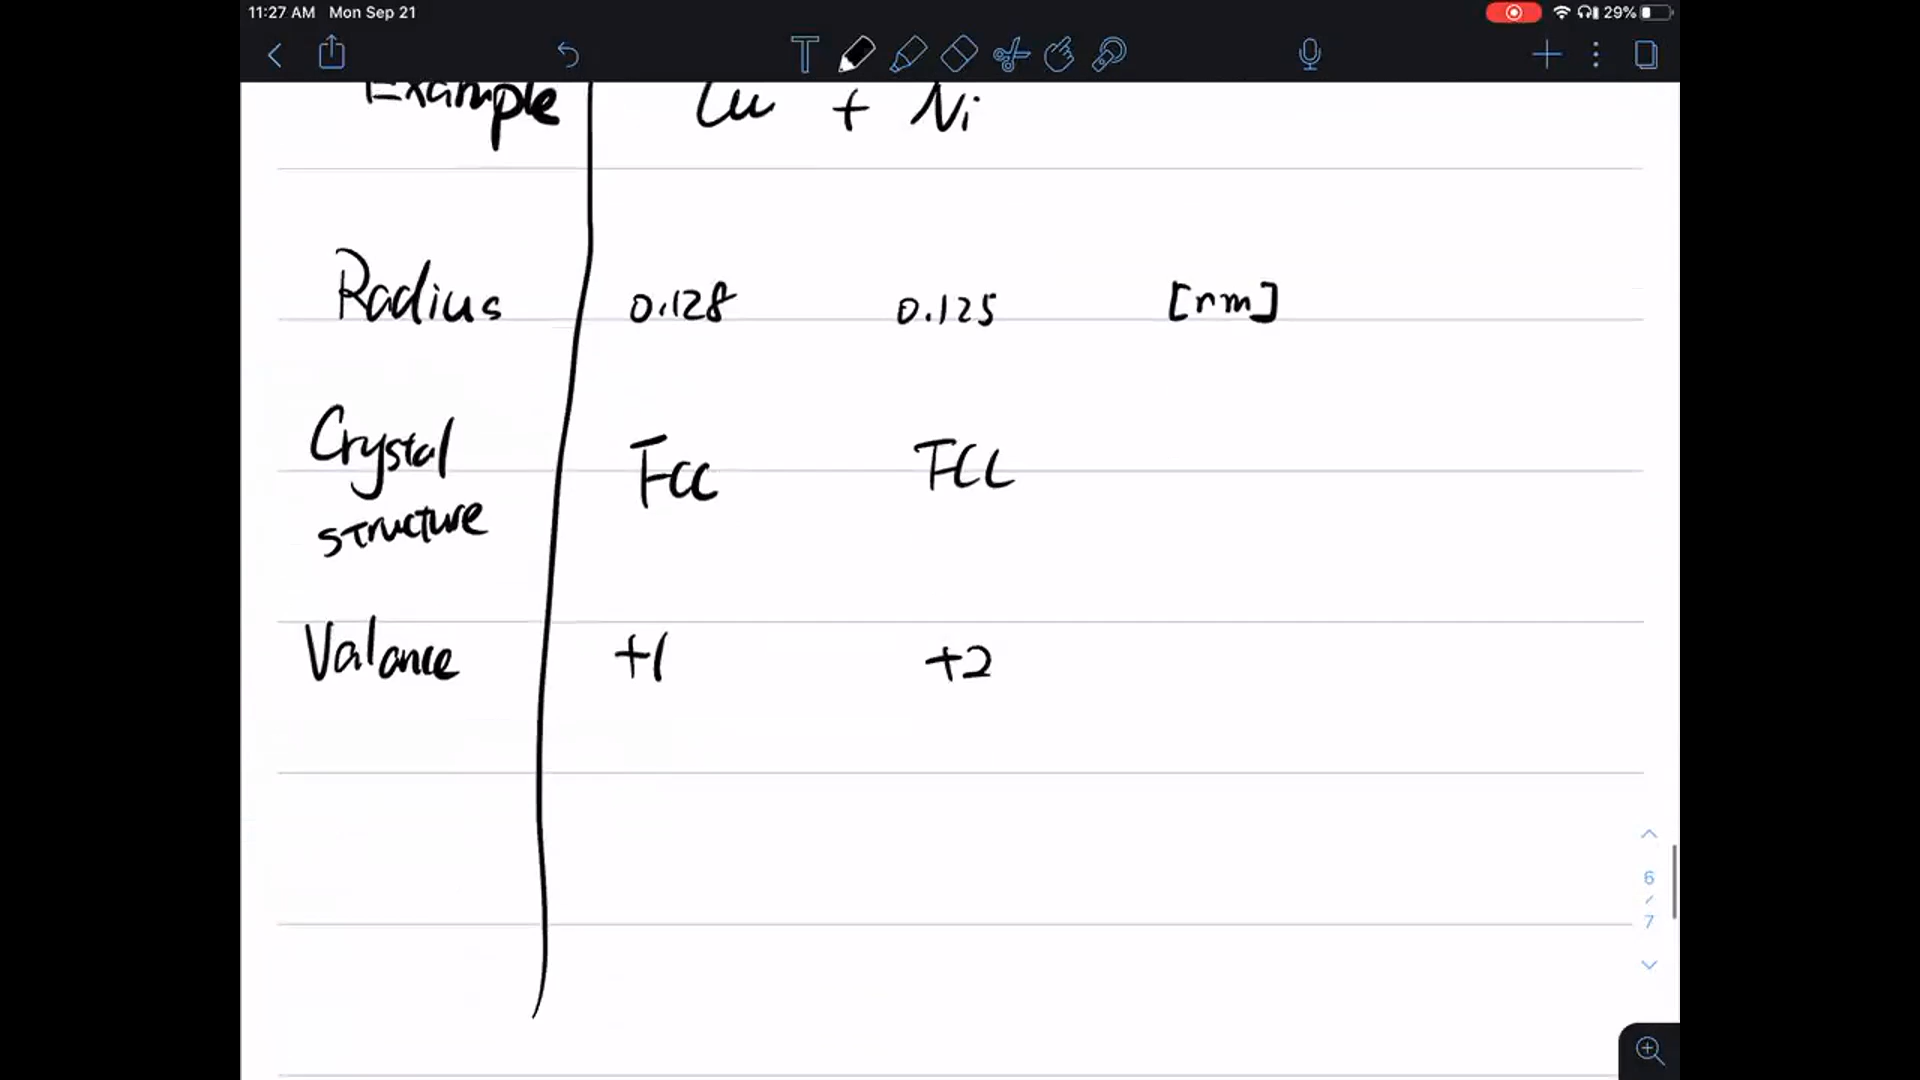 11:27 AM Mon Sep 21
29%
T
Example Cu + Ni
Radius 0.128 0.125 [nm]
Crystal
structure FCC FCC
Valance +1 +2
6
/
7